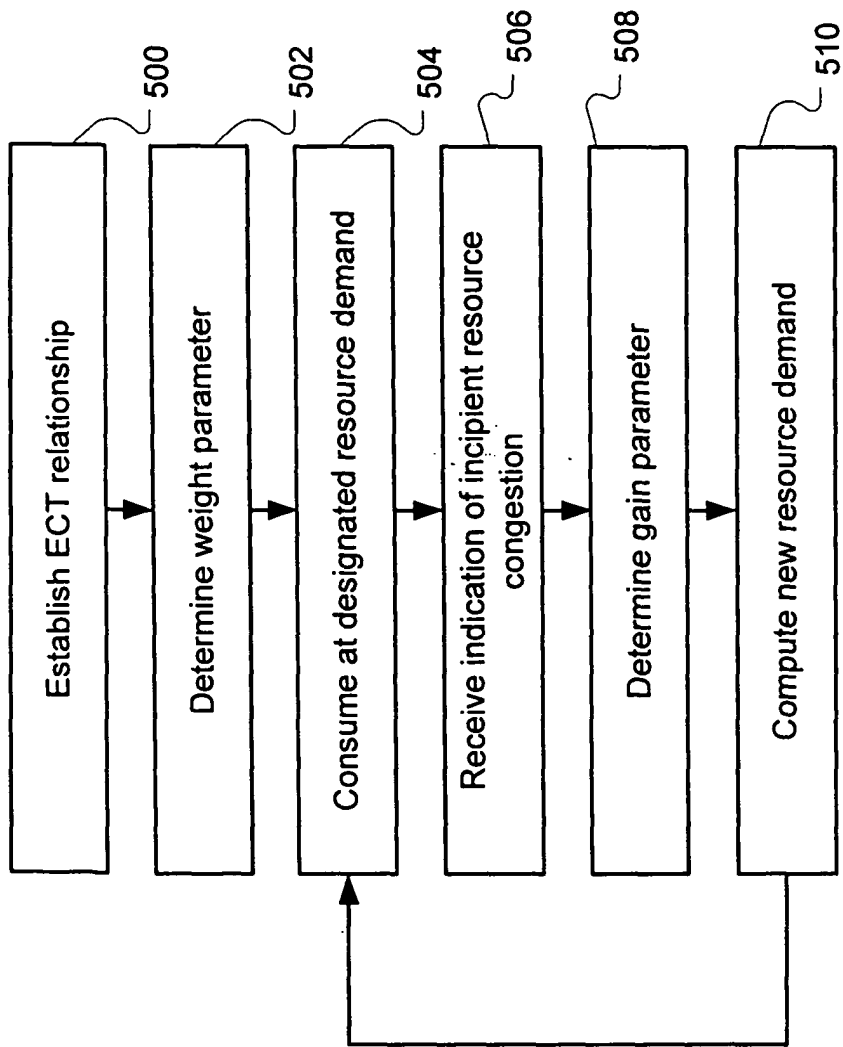 Establish ECT relationship
500
Determine weight parameter
502
Consume at designated resource demand
504
Receive indication of incipient resource
congestion
506
Determine gain parameter
508
Compute new resource demand
510